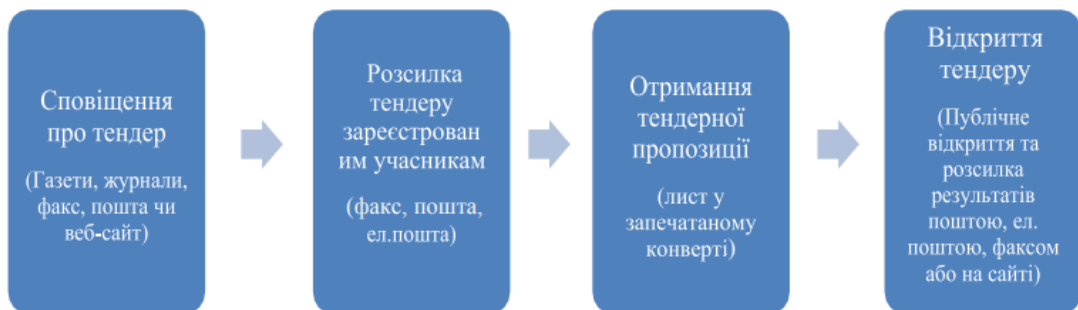 Сповіщення
про тендер
(Газети, журнали,
факс, пошта чи
веб-сайт)
Розсилка
тендеру
зареєстрован
им учасникам
(факс, пошта,
ел.пошта)
Отримання
тендерної
пропозиції
(лист у
запечатаному
конверті)
Відкриття
тендеру
(Публічне
відкриття та
розсилка
результатів
поштою, ел.
поштою, факсом
або на сайті)